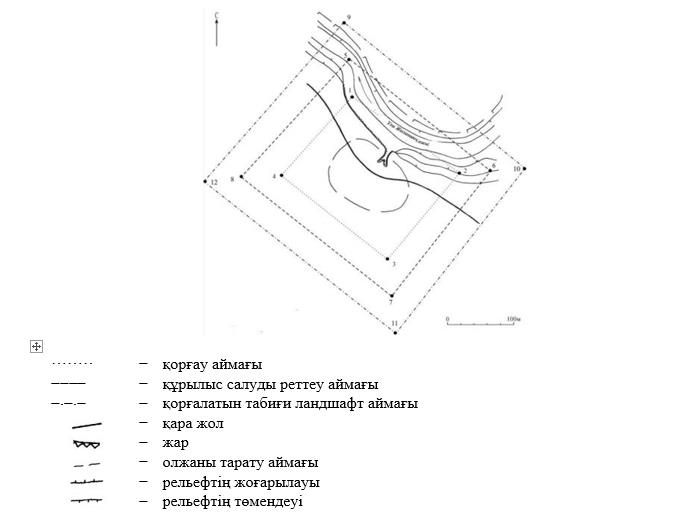 С
9
5
1
2
6
10
4
8
12
3
7
11
0 100м
– қорғау аймағы
– құрылыс салуды реттеу аймағы
– қорғалатын табиғи ландшафт аймағы
– қара жол
– жар
– олжаны тарату аймағы
– рельефтің жоғарылауы
– рельефтің төмендеуі